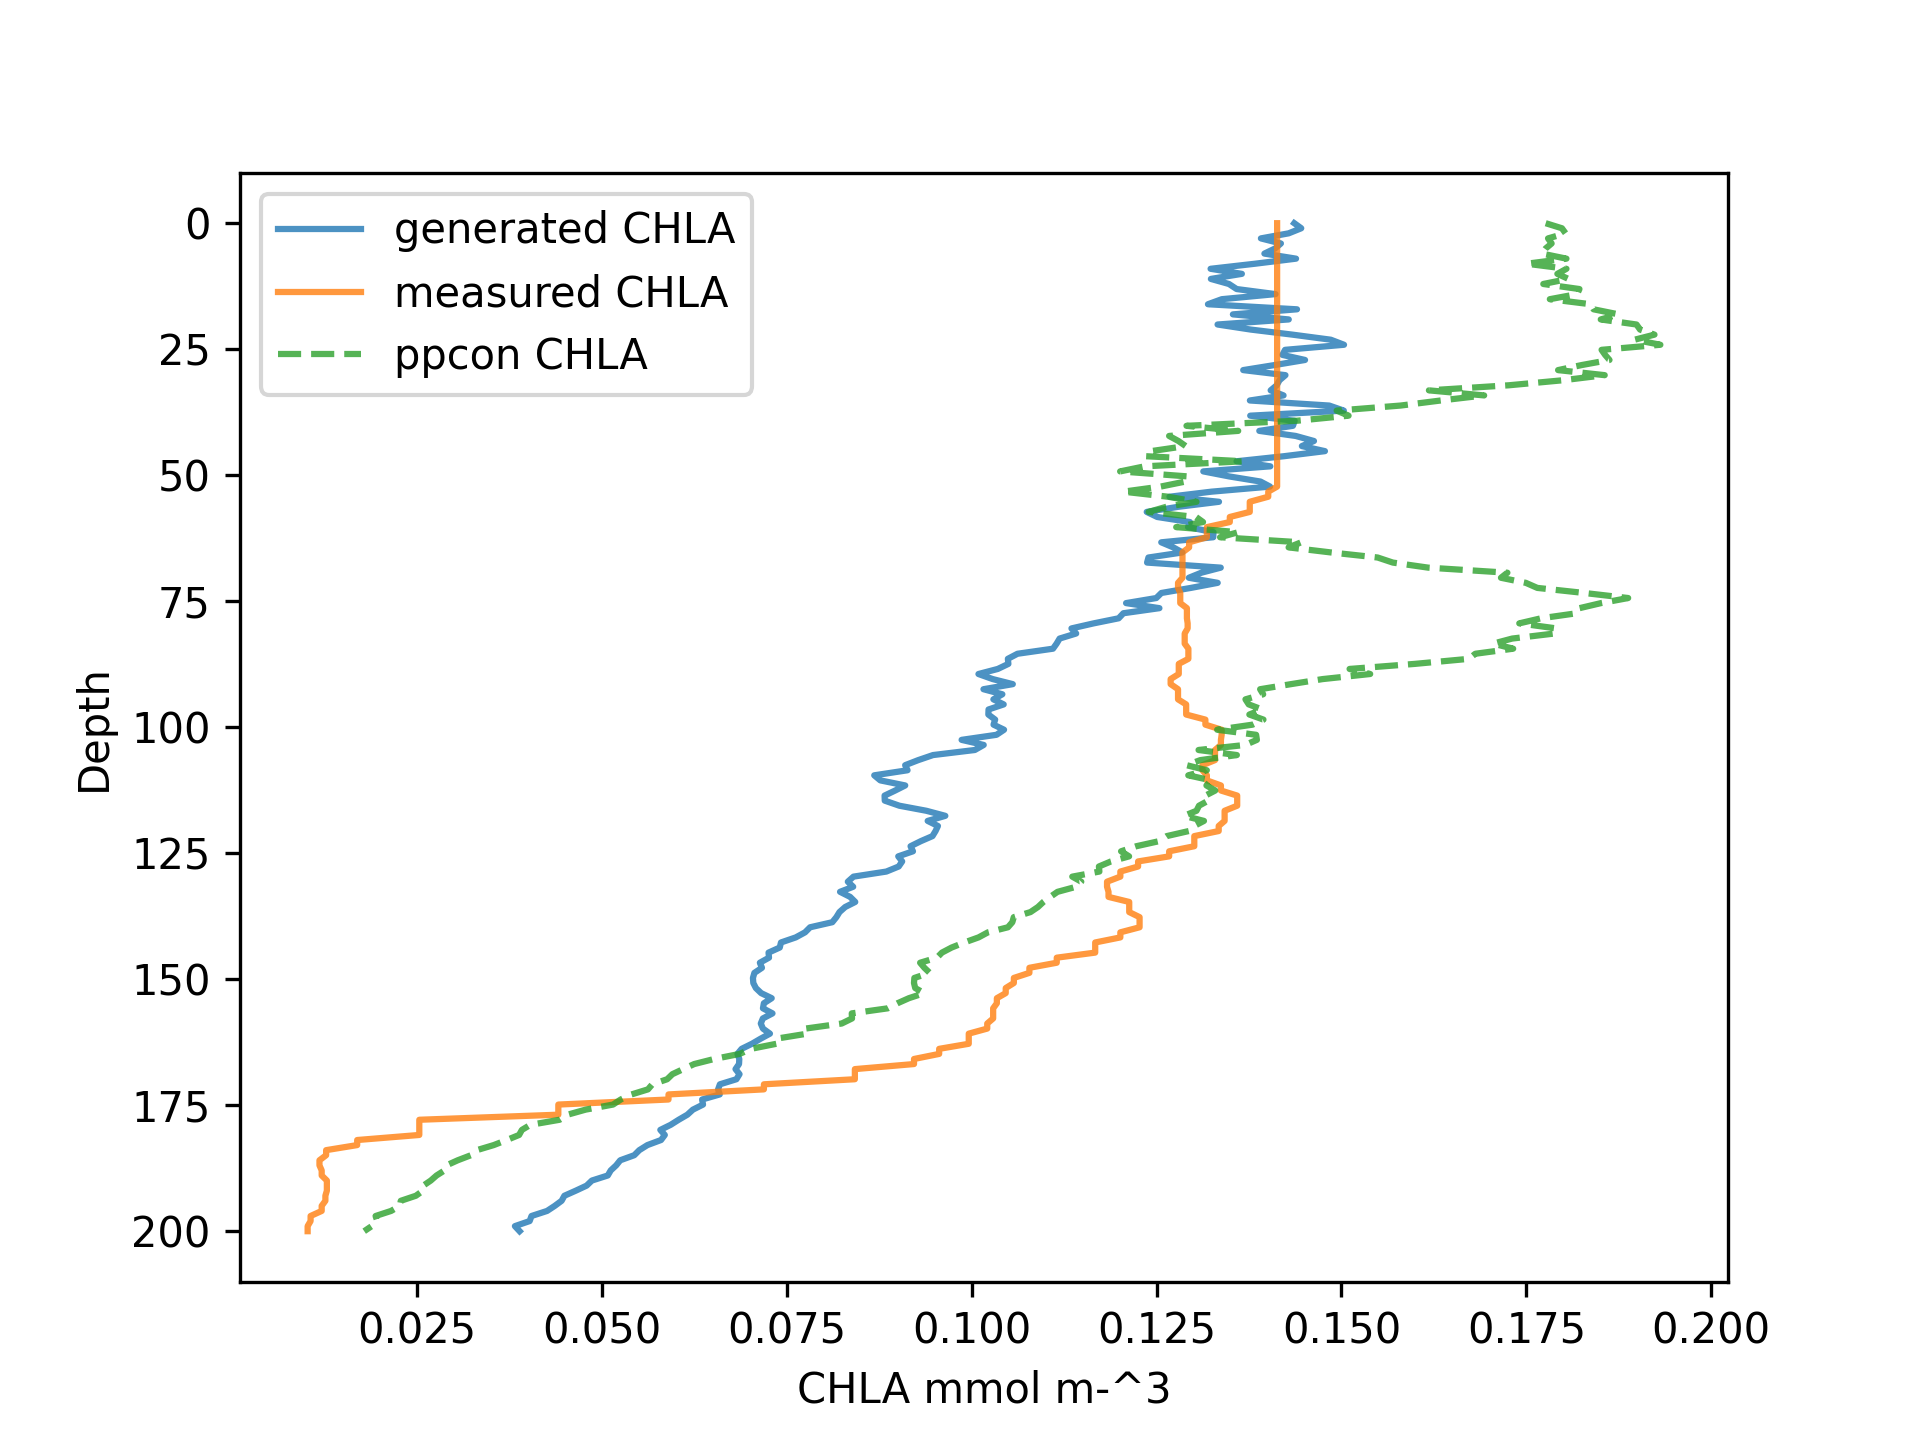 generated CHLA
measured CHLA
ppcon CHLA
0
25
50
75
100
125
150
175
200
Depth
0.025 0.050 0.075 0.100 0.125 0.150 0.175 0.200
CHLA mmol m-^3